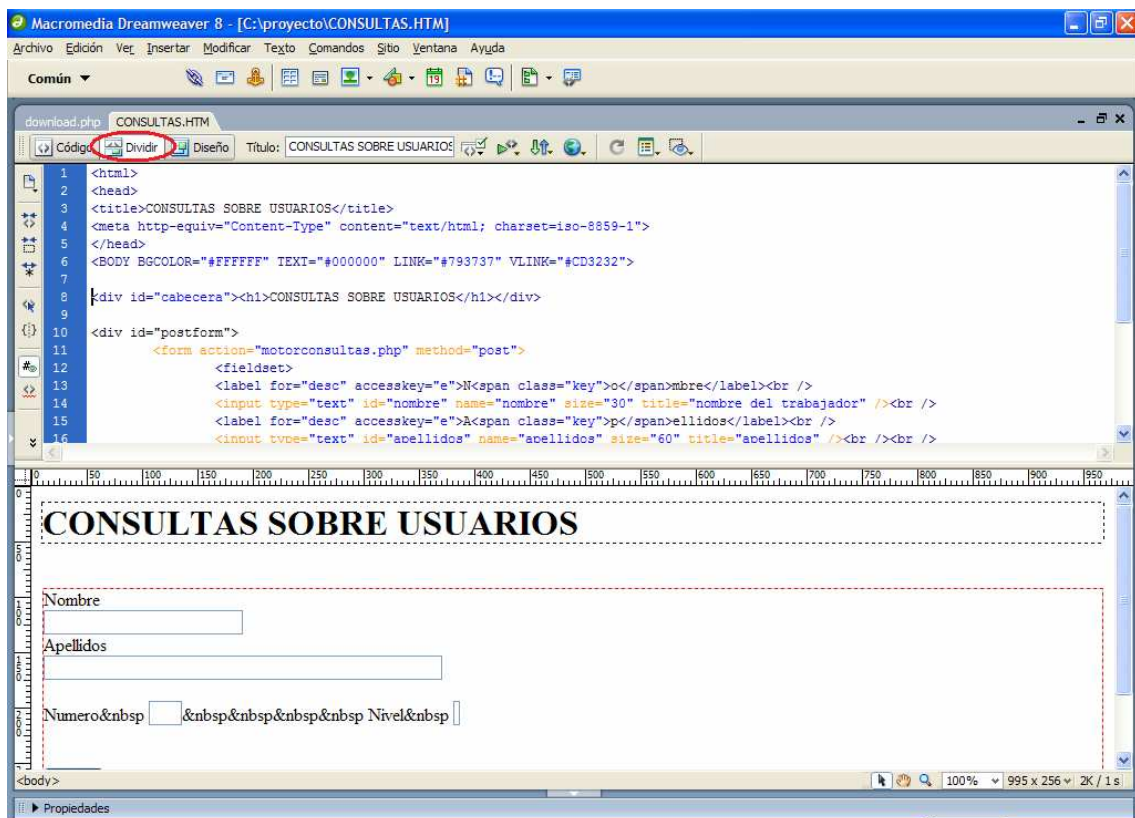 Macromedia Dreamweaver 8 - [C:\proyecto\CONSULTAS.HTM]
Archivo Edición Ver Insertar Modificar Texto Comandos Sitio Ventana Ayuda
Común
download.php CONSULTAS.HTM
Código Dividir Diseño Título: CONSULTAS SOBRE USUARIOS
1 <html>
2 <head>
3 <title>CONSULTAS SOBRE USUARIOS</title>
4 <meta http-equiv="Content-Type" content="text/html; charset=iso-8859-1">
5 </head>
6 <BODY BGCOLOR="#FFFFFF" TEXT="#000000" LINK="#793737" VLINK="#CD3232">
7
8 <div id="cabecera"><h1>CONSULTAS SOBRE USUARIOS</h1></div>
9
10 <div id="postform">
11 <form action="motorconsultas.php" method="post">
12 <fieldset>
13 <label for="desc" accesskey="e">N<span class="key">o</span>mbre</label><br />
14 <input type="text" id="nombre" name="nombre" size="30" title="nombre del trabajador" /><br />
15 <label for="desc" accesskey="e">A<span class="key">p</span>ellidos</label><br />
16 <input type="text" id="apellidos" name="apellidos" size="60" title="apellidos" /><br /><br />
0 50 100 150 200 250 300 350 400 450 500 550 600 650 700 750 800 850 900 950
0
50
100
150
200
CONSULTAS SOBRE USUARIOS
Nombre
Apellidos
Numero&nbsp &nbsp&nbsp&nbsp&nbsp Nivel&nbsp
<body> 100% 995 x 256 2K / 1 s
Propiedades